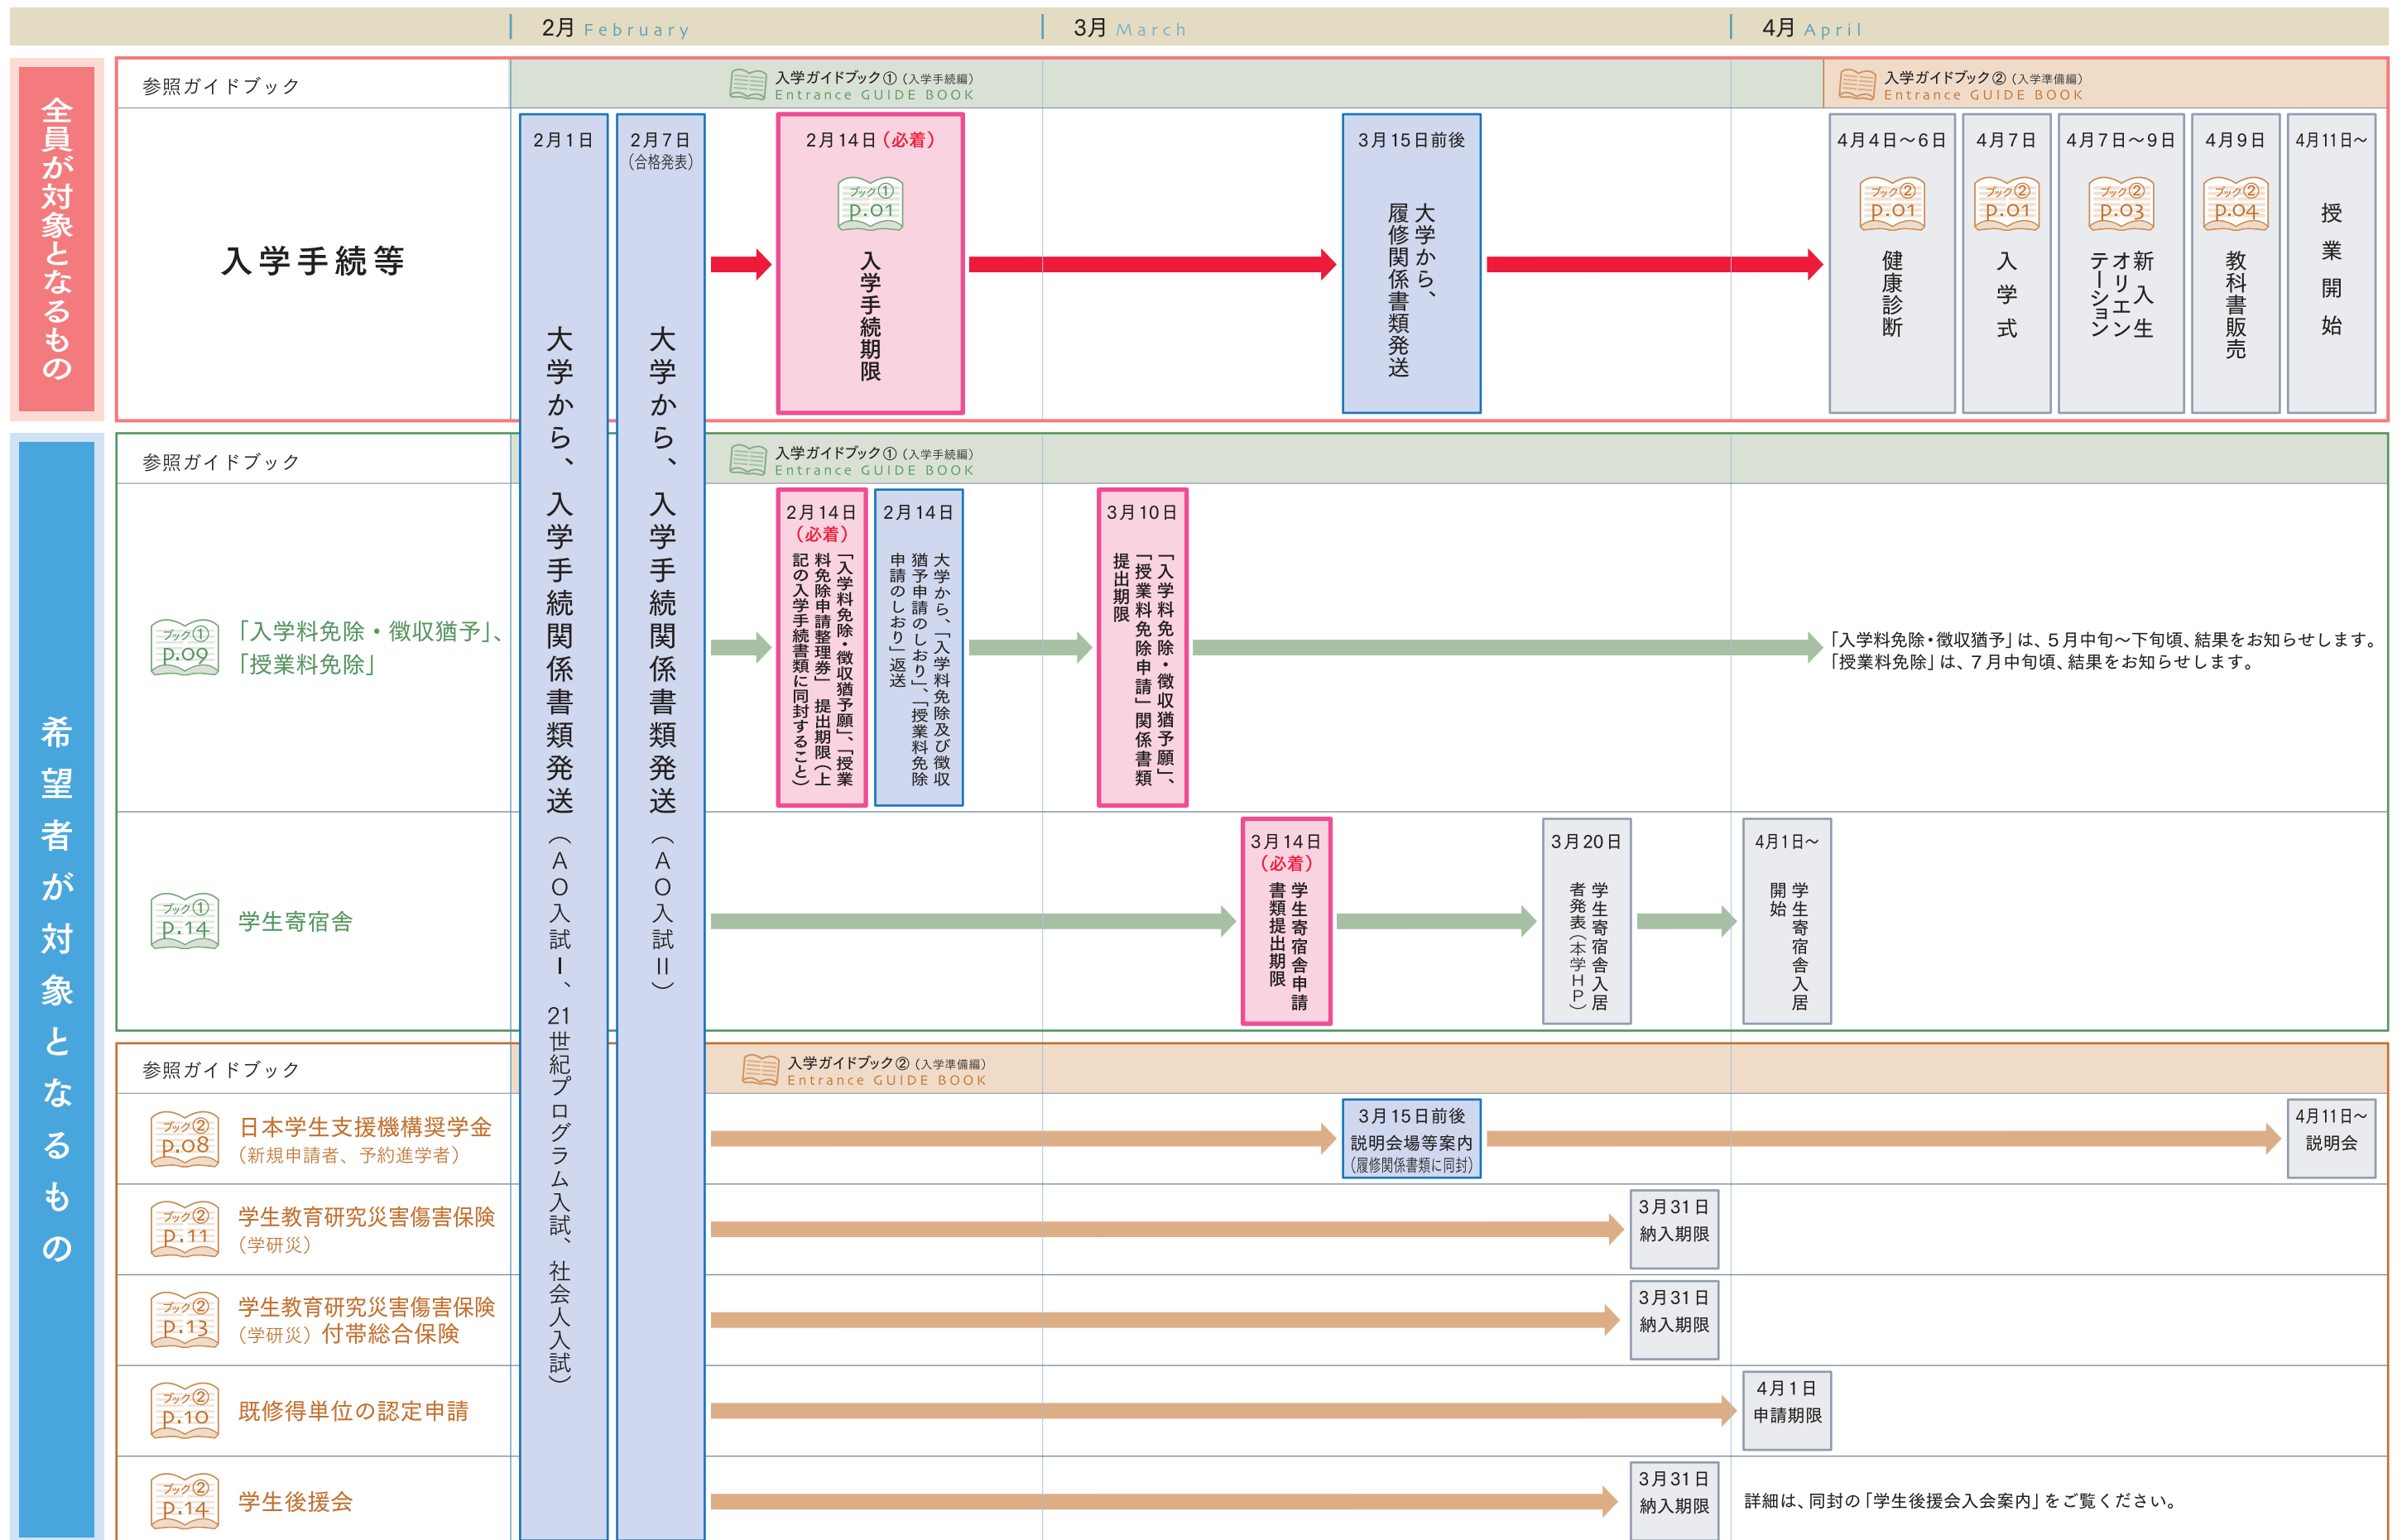 2月 February
3月 March
4月 April
全員が対象となるもの
参照ガイドブック
入学ガイドブック①（入学手続編）
Entrance GUIDE BOOK
入学ガイドブック②（入学準備編）
Entrance GUIDE BOOK
入学手続等
2月1日
大学から、入学手続関係書類発送（AO入試Ⅰ、21世紀プログラム入試、社会人入試）
2月7日
（合格発表）
大学から、入学手続関係書類発送（AO入試Ⅱ）
2月14日（必着）
ブック①
p.01
入学手続期限
3月15日前後
大学から、
履修関係書類発送
4月4日～6日
ブック②
p.01
健康診断
4月7日
ブック②
p.01
入学式
4月7日～9日
ブック②
p.03
新入生
オリエン
テーション
4月9日
ブック②
p.04
教科書販売
4月11日～
授業開始
希望者が対象となるもの
参照ガイドブック
入学ガイドブック①（入学手続編）
Entrance GUIDE BOOK
ブック①
p.09
「入学料免除・徴収猶予」、
「授業料免除」
2月14日
（必着）
「入学料免除・徴収猶予願」、「授業
料免除申請整理券」 提出期限（上
記の入学手続書類に同封すること）
2月14日
大学から、「入学料免除及び徴収
猶予申請のしおり」、「授業料免除
申請のしおり」返送
3月10日
「入学料免除・徴収猶予願」、
「授業料免除申請」関係書類
提出期限
「入学料免除・徴収猶予」は、5月中旬～下旬頃、結果をお知らせします。
「授業料免除」は、7月中旬頃、結果をお知らせします。
ブック①
p.14
学生寄宿舎
3月14日
（必着）
学生寄宿舎申請
書類提出期限
3月20日
学生寄宿舎入居
者発表（本学HP）
4月1日～
学生寄宿舎入居
開始
参照ガイドブック
入学ガイドブック②（入学準備編）
Entrance GUIDE BOOK
ブック②
p.08
日本学生支援機構奨学金
（新規申請者、予約進学者）
3月15日前後
説明会場等案内
（履修関係書類に同封）
4月11日～
説明会
ブック②
p.11
学生教育研究災害傷害保険
（学研災）
3月31日
納入期限
ブック②
p.13
学生教育研究災害傷害保険
（学研災）付帯総合保険
3月31日
納入期限
ブック②
p.10
既修得単位の認定申請
4月1日
申請期限
ブック②
p.14
学生後援会
3月31日
納入期限
詳細は、同封の「学生後援会入会案内」をご覧ください。